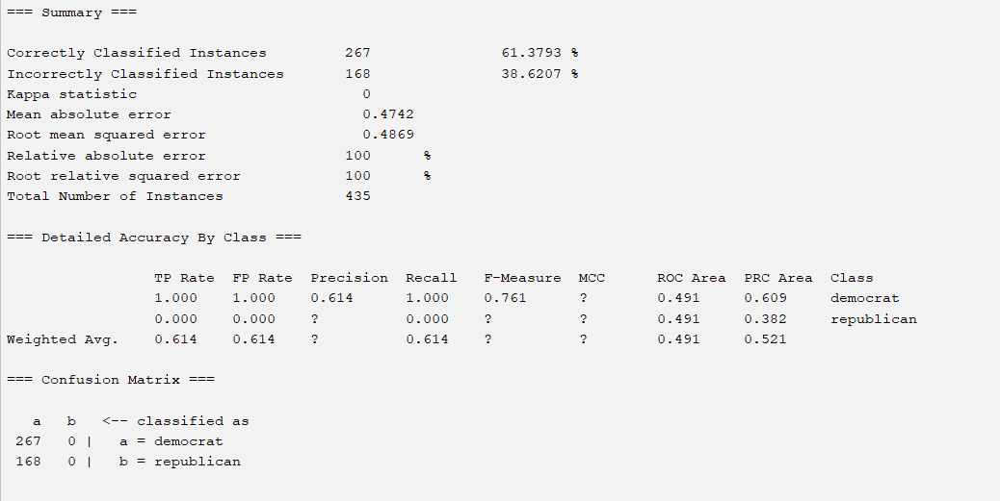 === Summary ===
Correctly Classified Instances         267               61.3793 %
Incorrectly Classified Instances       168               38.6207 %
Kappa statistic                          0
Mean absolute error                      0.4742
Root mean squared error                  0.4869
Relative absolute error                100      %
Root relative squared error            100      %
Total Number of Instances              435
=== Detailed Accuracy By Class ===
                 TP Rate  FP Rate  Precision  Recall   F-Measure  MCC      ROC Area  PRC Area  Class
                 1.000    1.000    0.614      1.000    0.761      ?        0.491     0.609     democrat
                 0.000    0.000    ?          0.000    ?          ?        0.491     0.382     republican
Weighted Avg.    0.614    0.614    ?          0.614    ?          ?        0.491     0.521
=== Confusion Matrix ===
   a   b   <-- classified as
 267   0 |   a = democrat
 168   0 |   b = republican